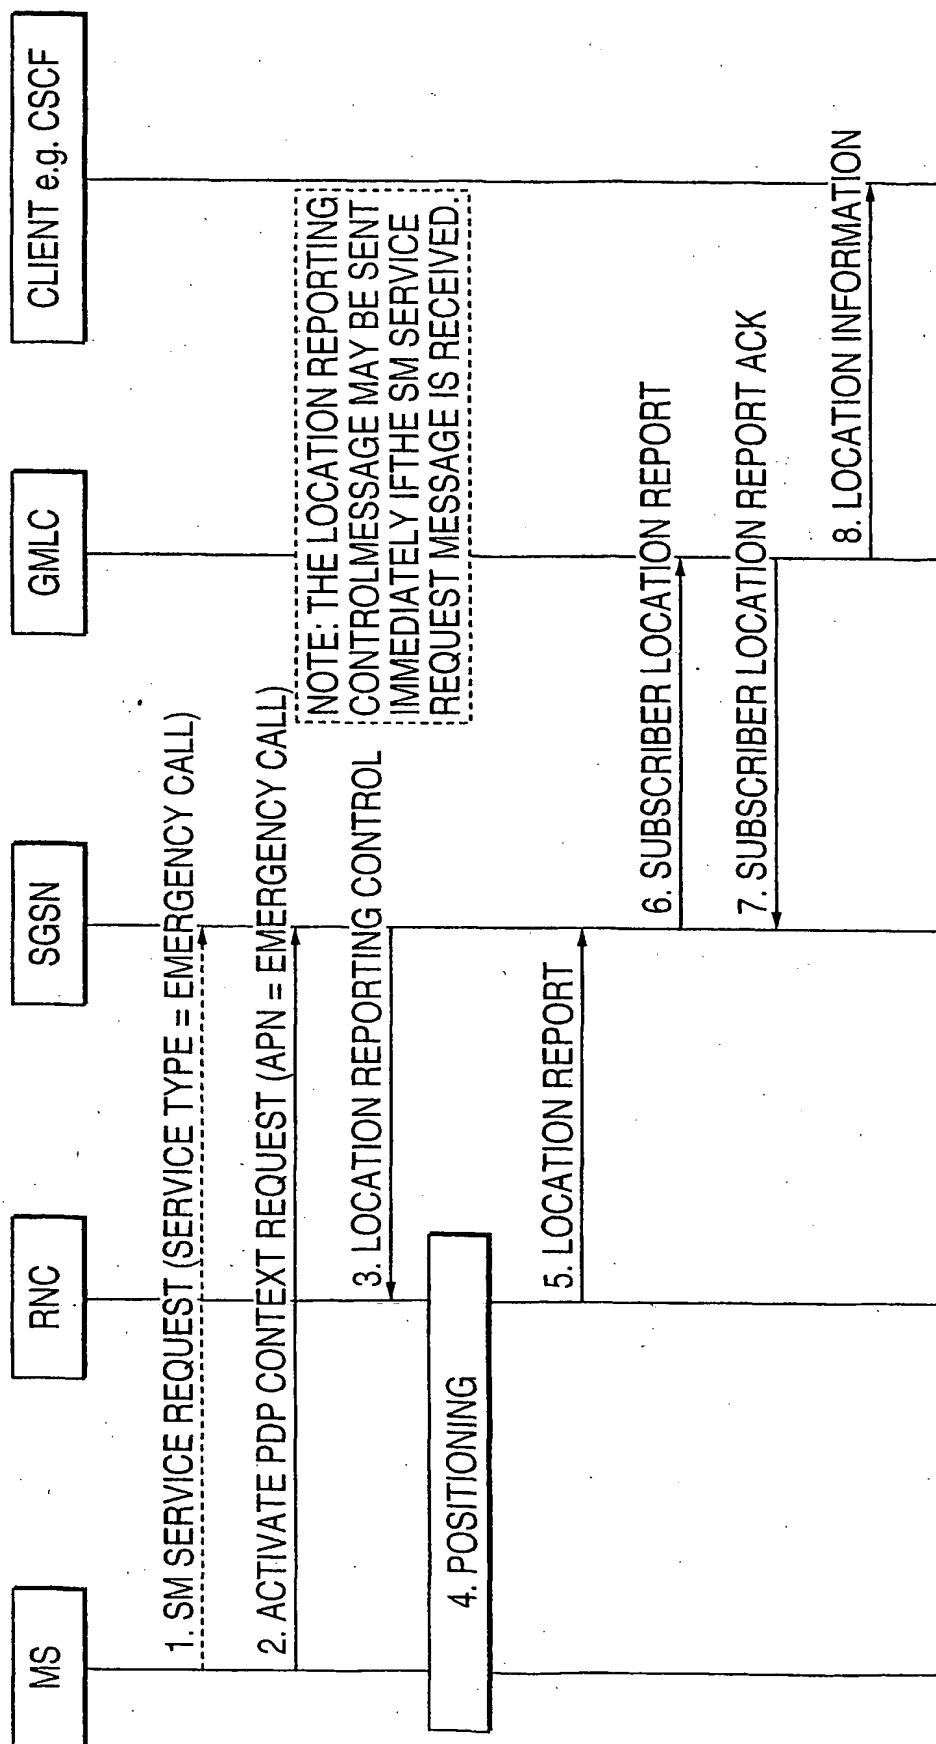 MS
RNC
SGSN
GMLC
CLIENT e.g. CSCF
1. SM SERVICE REQUEST (SERVICE TYPE = EMERGENCY CALL)
2. ACTIVATE PDP CONTEXT REQUEST (APN = EMERGENCY CALL)
NOTE: THE LOCATION REPORTING
CONTROLMESSAGE MAY BE SENT
IMMEDIATELY IFTHE SM SERVICE
REQUEST MESSAGE IS RECEIVED.
3. LOCATION REPORTING CONTROL
4. POSITIONING
5. LOCATION REPORT
6. SUBSCRIBER LOCATION REPORT
7. SUBSCRIBER LOCATION REPORT ACK
8. LOCATION INFORMATION